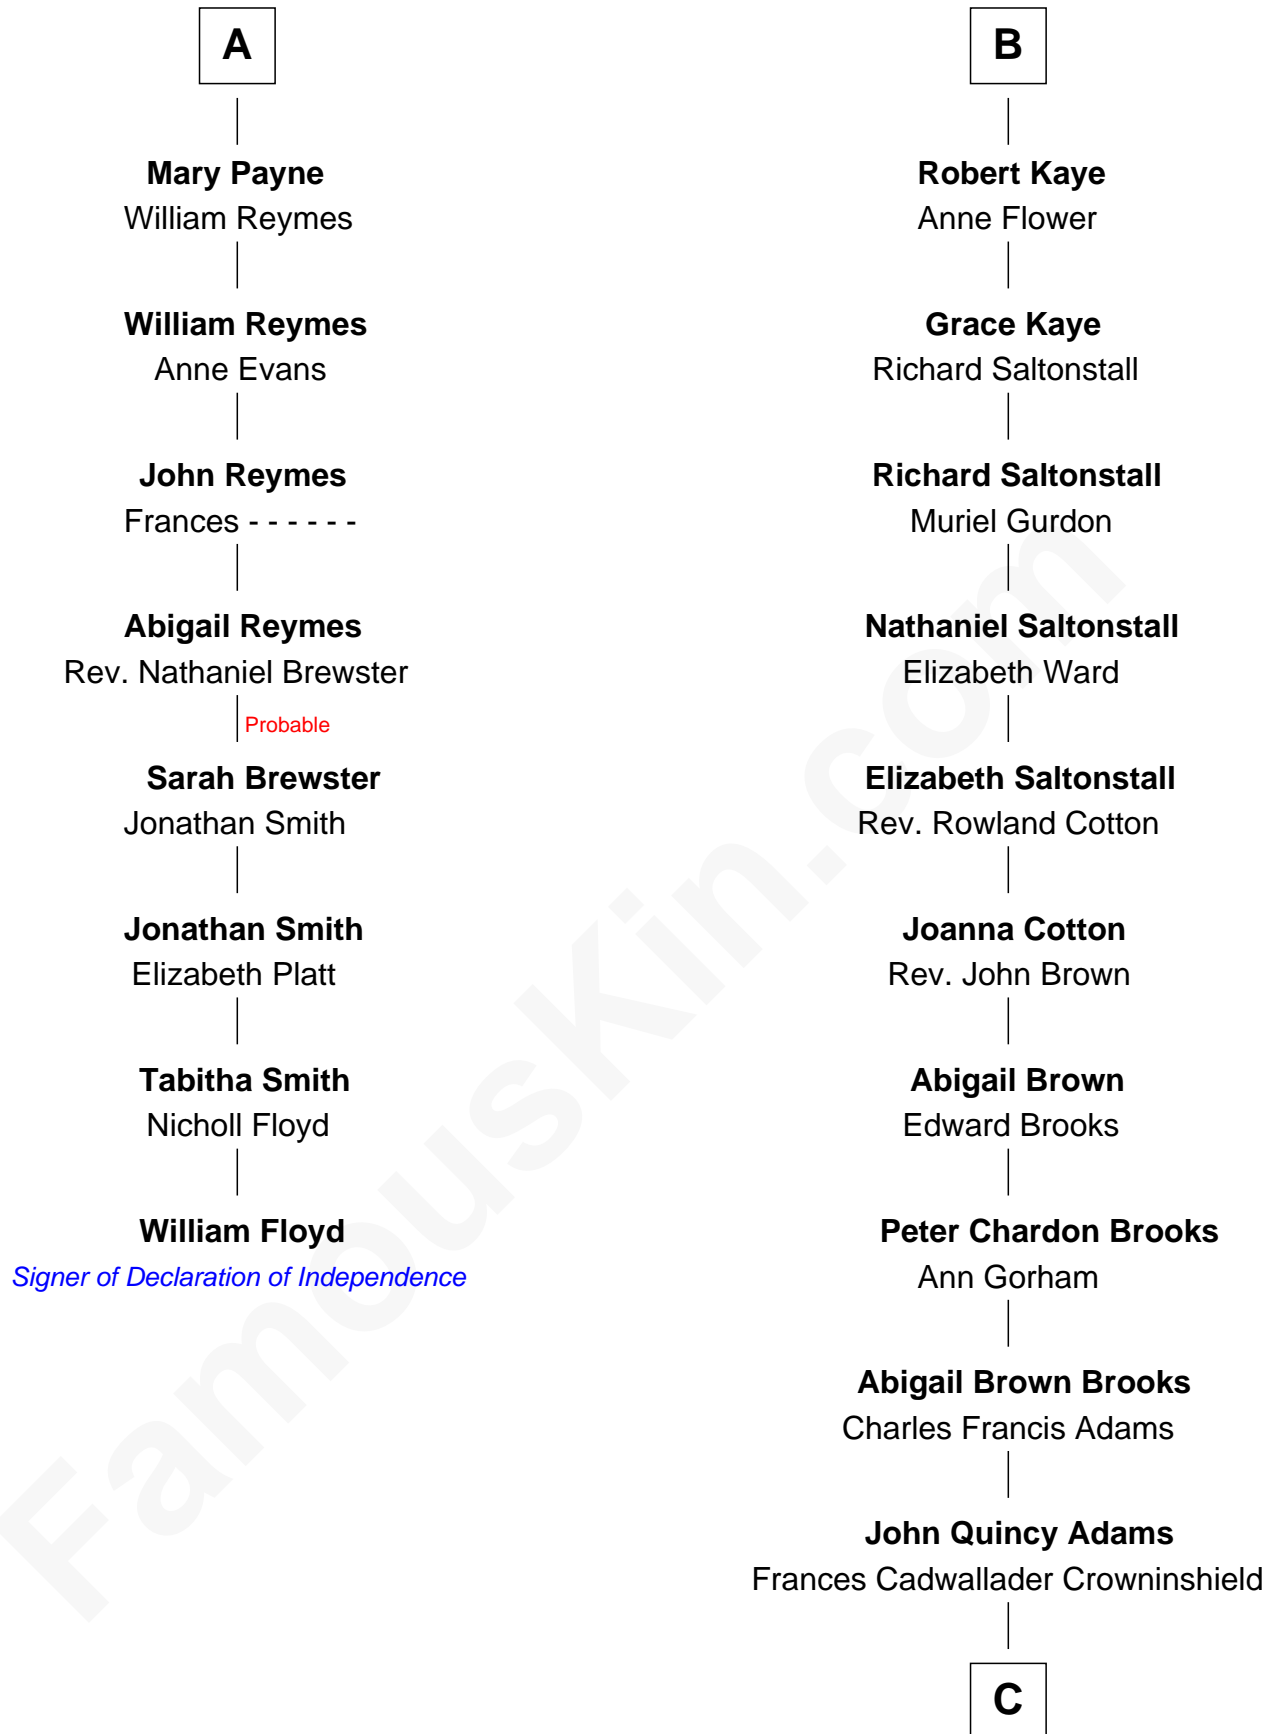 A
Mary Payne
William Reymes
William Reymes
Anne Evans
John Reymes
Frances - - - - - -
Abigail Reymes
Rev. Nathaniel Brewster
Probable
Sarah Brewster
Jonathan Smith
Jonathan Smith
Elizabeth Platt
Tabitha Smith
Nicholl Floyd
William Floyd
Signer of Declaration of Independence
B
Robert Kaye
Anne Flower
Grace Kaye
Richard Saltonstall
Richard Saltonstall
Muriel Gurdon
Nathaniel Saltonstall
Elizabeth Ward
Elizabeth Saltonstall
Rev. Rowland Cotton
Joanna Cotton
Rev. John Brown
Abigail Brown
Edward Brooks
Peter Chardon Brooks
Ann Gorham
Abigail Brown Brooks
Charles Francis Adams
John Quincy Adams
Frances Cadwallader Crowninshield
C
FamousKin.com